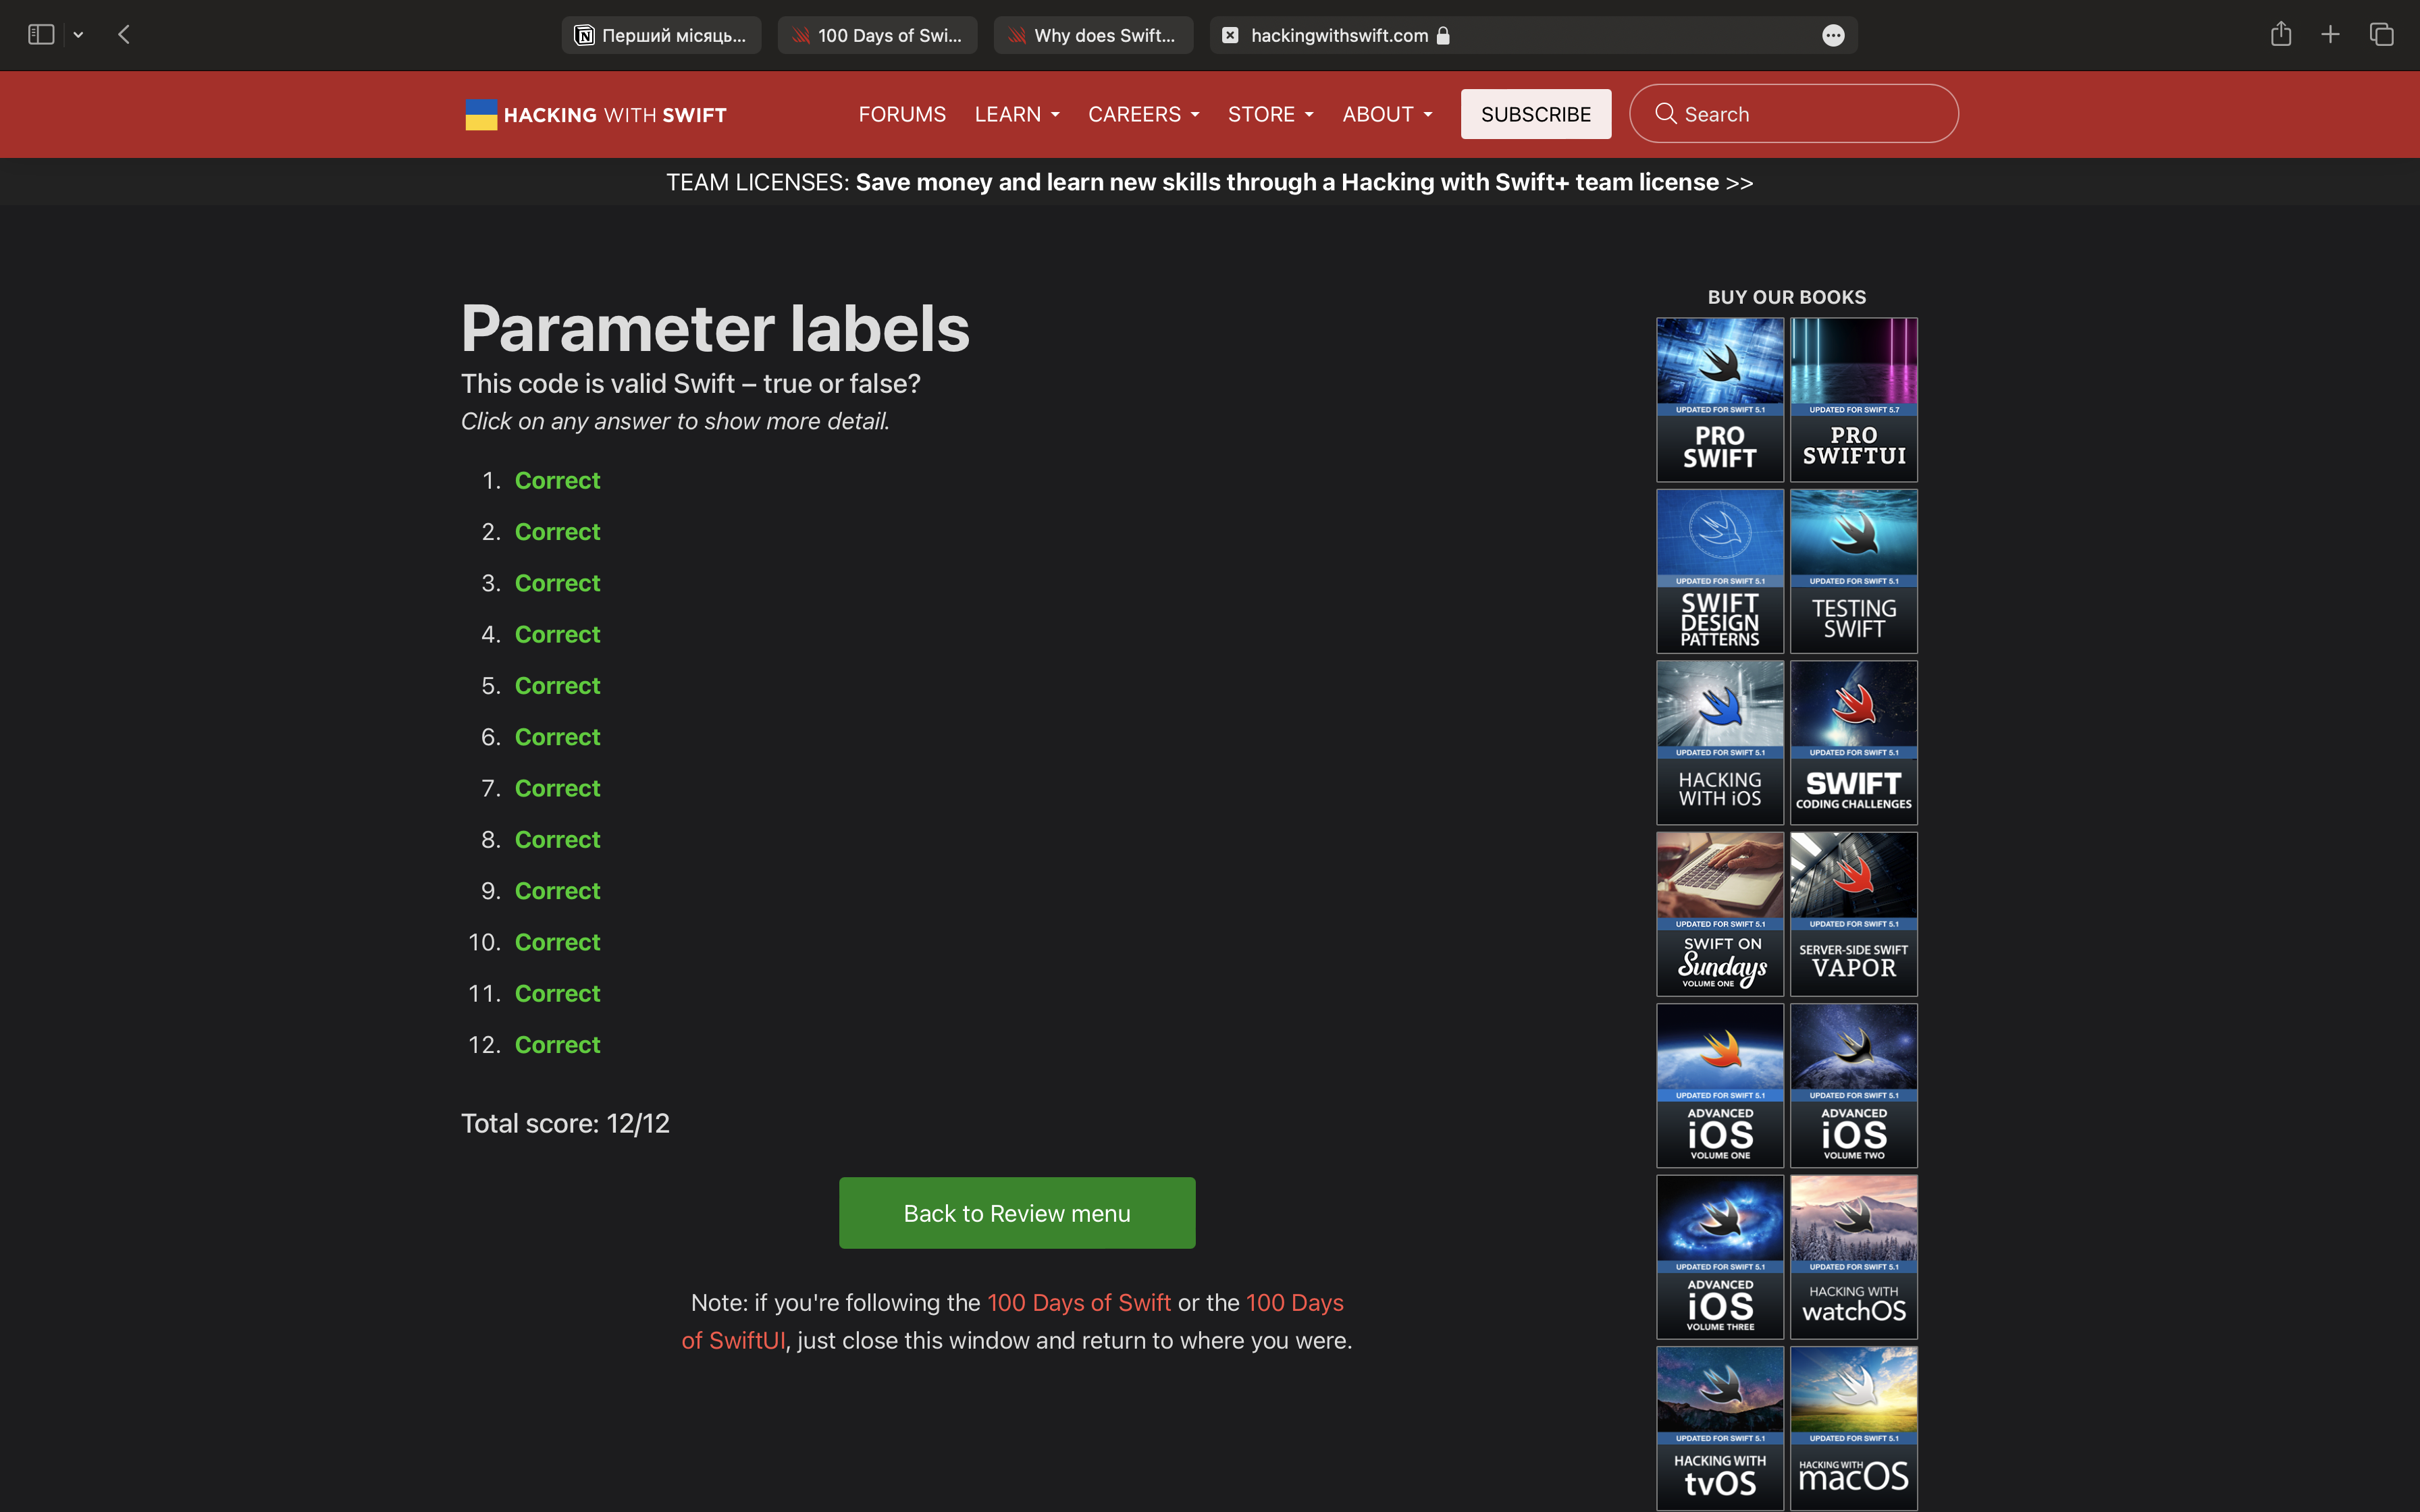 Перший місяць...
100 Days of Swi...
Why does Swift...
hackingwithswift.com
HACKING WITH SWIFT
FORUMS
LEARN
CAREERS
STORE
ABOUT
SUBSCRIBE
Search
TEAM LICENSES: Save money and learn new skills through a Hacking with Swift+ team license >>
Parameter labels
This code is valid Swift – true or false?
Click on any answer to show more detail.
1. Correct
2. Correct
3. Correct
4. Correct
5. Correct
6. Correct
7. Correct
8. Correct
9. Correct
10. Correct
11. Correct
12. Correct
Total score: 12/12
Back to Review menu
Note: if you're following the 100 Days of Swift or the 100 Days
of SwiftUI, just close this window and return to where you were.
BUY OUR BOOKS
UPDATED FOR SWIFT 5.1
PRO
SWIFT
UPDATED FOR SWIFT 5.7
PRO
SWIFTUI
UPDATED FOR SWIFT 5.1
SWIFT
DESIGN
PATTERNS
UPDATED FOR SWIFT 5.1
TESTING
SWIFT
UPDATED FOR SWIFT 5.1
HACKING
WITH iOS
UPDATED FOR SWIFT 5.1
SWIFT
CODING CHALLENGES
UPDATED FOR SWIFT 5.1
SWIFT ON
Sundays
VOLUME ONE
UPDATED FOR SWIFT 5.1
SERVER-SIDE SWIFT
VAPOR
UPDATED FOR SWIFT 5.1
ADVANCED
iOS
VOLUME ONE
UPDATED FOR SWIFT 5.1
ADVANCED
iOS
VOLUME TWO
UPDATED FOR SWIFT 5.1
ADVANCED
iOS
VOLUME THREE
UPDATED FOR SWIFT 5.1
HACKING WITH
watchOS
UPDATED FOR SWIFT 5.1
HACKING WITH
tvOS
UPDATED FOR SWIFT 5.1
HACKING WITH
macOS